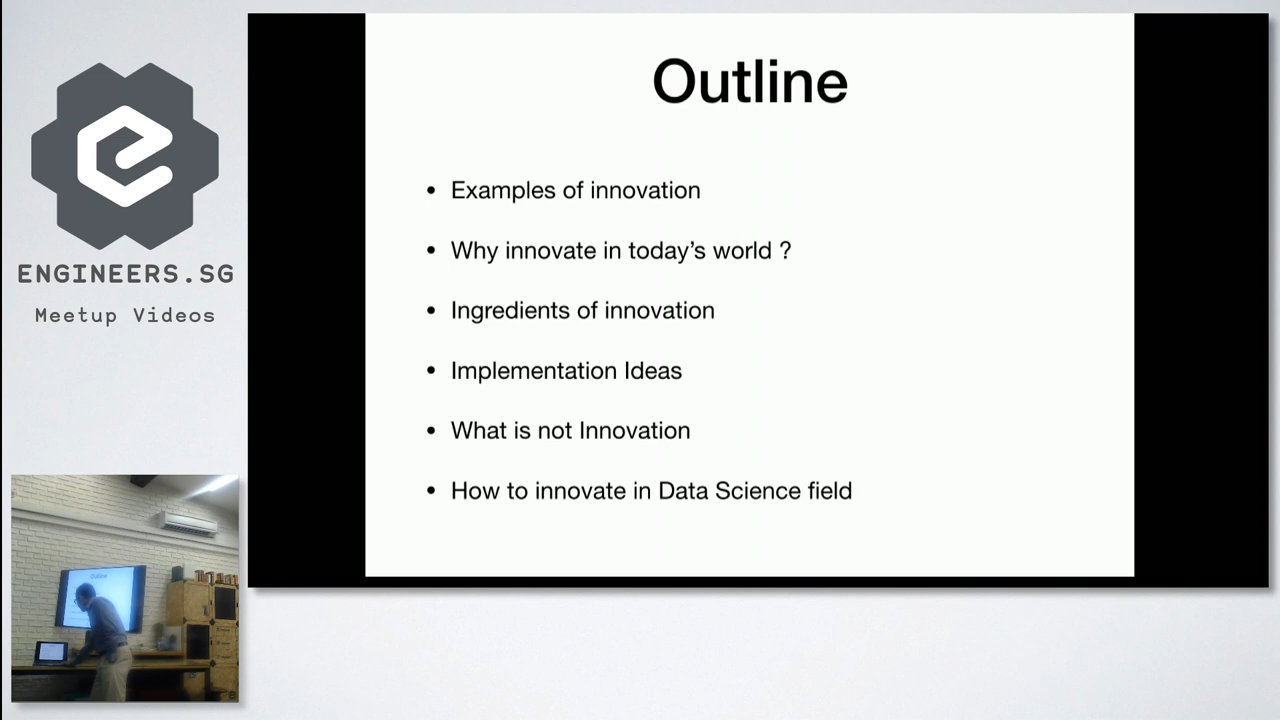 ENGINEERS.SG
Meetup Videos
Outline
• Examples of innovation
• Why innovate in today’s world ?
• Ingredients of innovation
• Implementation Ideas
• What is not Innovation
• How to innovate in Data Science field
Outline